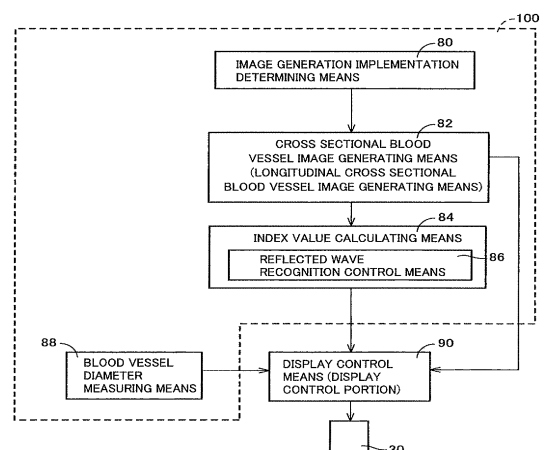 100
80
IMAGE GENERATION IMPLEMENTATION
DETERMINING MEANS
82
CROSS SECTIONAL BLOOD
VESSEL IMAGE GENERATING MEANS
(LONGITUDINAL CROSS SECTIONAL
BLOOD VESSEL IMAGE GENERATING MEANS)
84
INDEX VALUE CALCULATING MEANS
86
REFLECTED WAVE
RECOGNITION CONTROL MEANS
88
BLOOD VESSEL
DIAMETER
MEASURING MEANS
90
DISPLAY CONTROL
MEANS (DISPLAY
CONTROL PORTION)